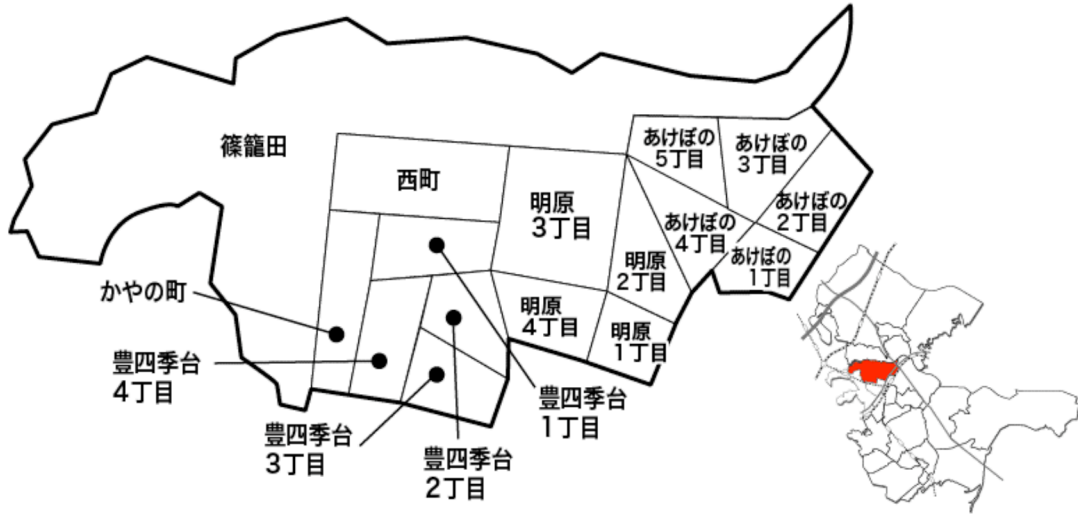 篠籠田
西町
明原
3丁目
あけぼの
5丁目
あけぼの
3丁目
あけぼの
2丁目
あけぼの
4丁目
あけぼの
1丁目
明原
2丁目
明原
4丁目
明原
1丁目
かやの町
豊四季台
4丁目
豊四季台
3丁目
豊四季台
2丁目
豊四季台
1丁目